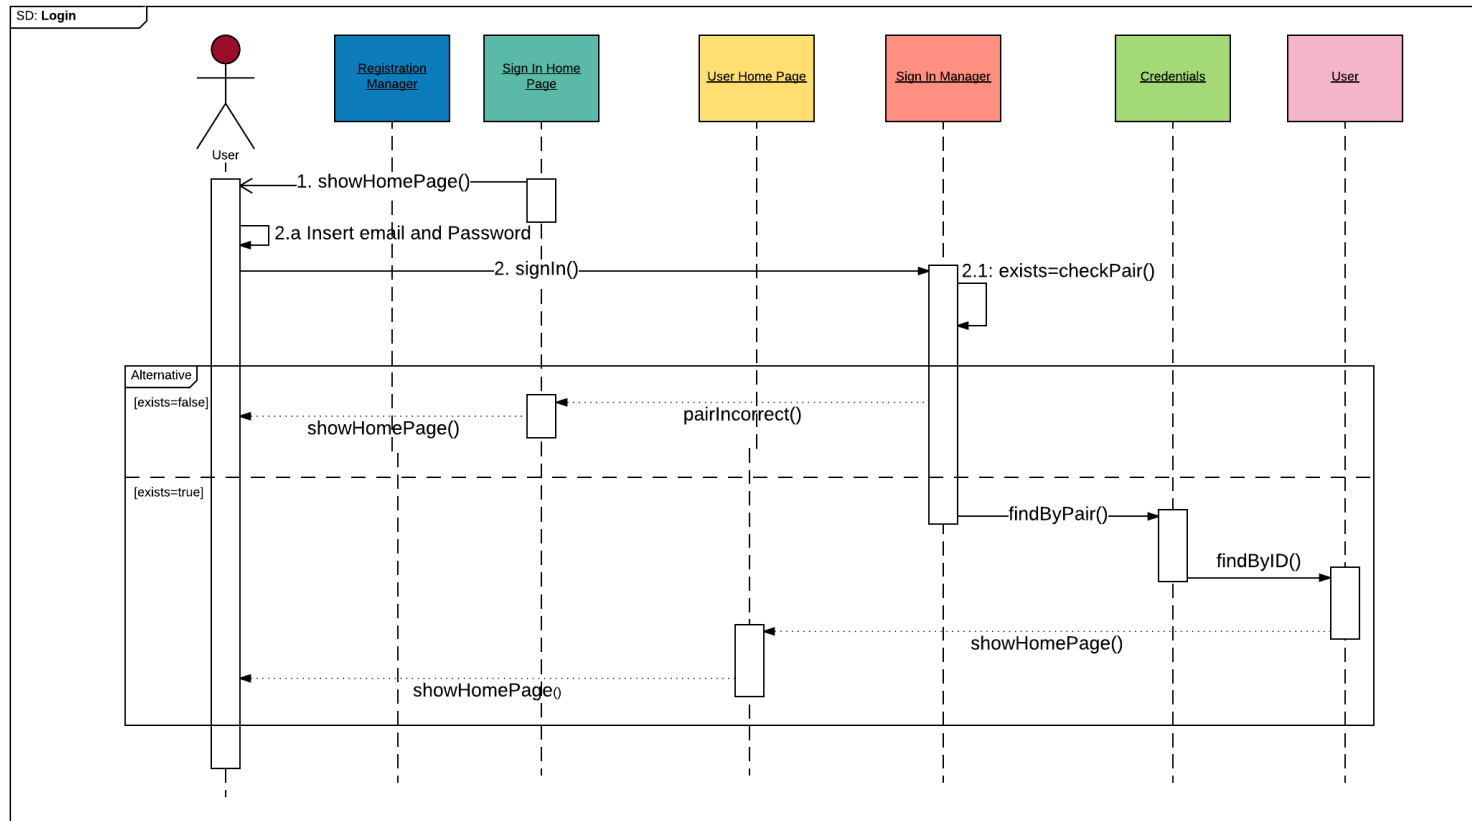 SD: Login
Registration
Manager
Sign In Home
Page
User Home Page
Sign In Manager
Credentials
User
User
1. showHomePage()
2.a Insert email and Password
2. signIn()
2.1: exists=checkPair()
Alternative
[exists=false]
pairIncorrect()
showHomePage()
[exists=true]
findByPair()
findByID()
showHomePage()
showHomePage()